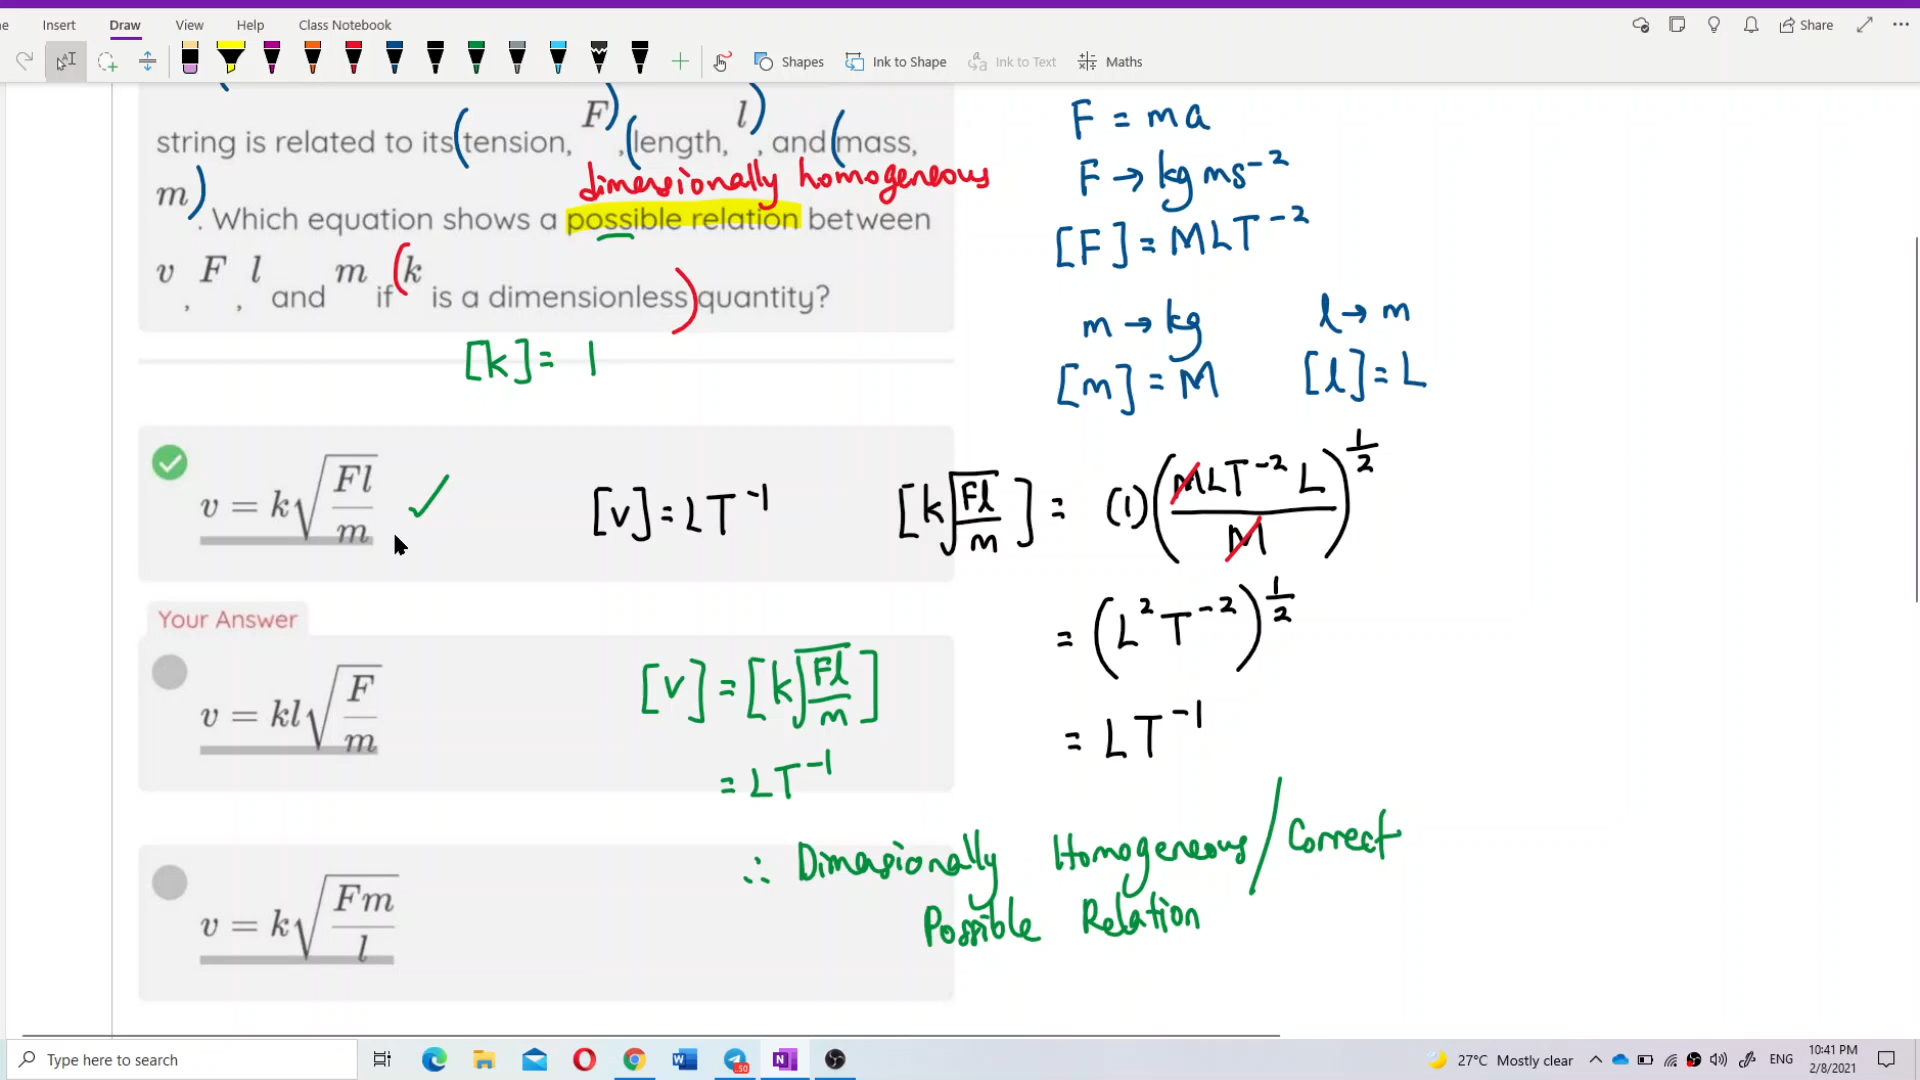 Insert Draw View Help Class Notebook Share
Shapes Ink to Shape Ink to Text Maths
string is related to its (tension, F), (length, l), and (mass,
m). Which equation shows a possible relation between
dimensionally homogeneous
v, F, l and m if (k is a dimensionless) quantity?
[k] = 1
F = ma
F → kg ms⁻²
[F] = MLT⁻²
m → kg l → m
[m] = M [l] = L
v = k√(Fl/m) ✓
[v] = LT⁻¹
[k√(Fl/m)] = (1)(MLT⁻² L/M)^(1/2)
= (L² T⁻²)^(1/2)
= LT⁻¹
Your Answer
v = kl√(F/m)
[v] = [k√(Fl/m)]
= LT⁻¹
∴ Dimasionally Homogeneous / Correct
Possible Relation
v = k√(Fm/l)
Type here to search
.50
27°C Mostly clear ENG 10:41 PM
2/8/2021